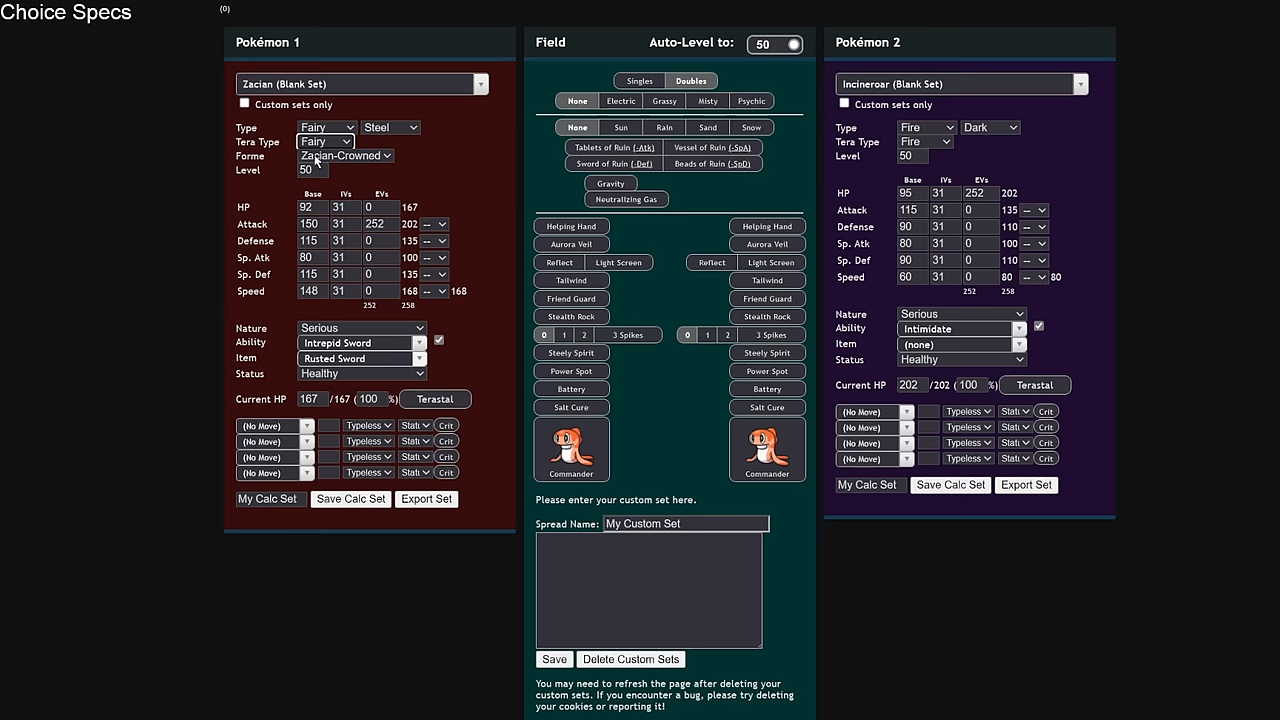 Choice Specs
(0)
Pokémon 1
Zacian (Blank Set)
Custom sets only
Type Fairy Steel
Tera Type Fairy
Forme Zacian-Crowned
Level 50
Base IVs EVs
HP 92 31 0 167
Attack 150 31 252 202 --
Defense 115 31 0 135 --
Sp. Atk 80 31 0 100 --
Sp. Def 115 31 0 135 --
Speed 148 31 0 168 -- 168
252 258
Nature Serious
Ability Intrepid Sword
Item Rusted Sword
Status Healthy
Current HP 167 /167 ( 100 %) Terastal
(No Move) Typeless Stat Crit
(No Move) Typeless Stat Crit
(No Move) Typeless Stat Crit
(No Move) Typeless Stat Crit
My Calc Set Save Calc Set Export Set
Field Auto-Level to: 50
Singles Doubles
None Electric Grassy Misty Psychic
None Sun Rain Sand Snow
Tablets of Ruin (-Atk) Vessel of Ruin (-SpA)
Sword of Ruin (-Def) Beads of Ruin (-SpD)
Gravity
Neutralizing Gas
Helping Hand Helping Hand
Aurora Veil Aurora Veil
Reflect Light Screen Reflect Light Screen
Tailwind Tailwind
Friend Guard Friend Guard
Stealth Rock Stealth Rock
0 1 2 3 Spikes 0 1 2 3 Spikes
Steely Spirit Steely Spirit
Power Spot Power Spot
Battery Battery
Salt Cure Salt Cure
Commander Commander
Please enter your custom set here.
Spread Name: My Custom Set
Save Delete Custom Sets
You may need to refresh the page after deleting your
custom sets. If you encounter a bug, please try deleting
your cookies or reporting it!
Pokémon 2
Incineroar (Blank Set)
Custom sets only
Type Fire Dark
Tera Type Fire
Level 50
Base IVs EVs
HP 95 31 252 202
Attack 115 31 0 135 --
Defense 90 31 0 110 --
Sp. Atk 80 31 0 100 --
Sp. Def 90 31 0 110 --
Speed 60 31 0 80 -- 80
252 258
Nature Serious
Ability Intimidate
Item (none)
Status Healthy
Current HP 202 /202 ( 100 %) Terastal
(No Move) Typeless Stat Crit
(No Move) Typeless Stat Crit
(No Move) Typeless Stat Crit
(No Move) Typeless Stat Crit
My Calc Set Save Calc Set Export Set